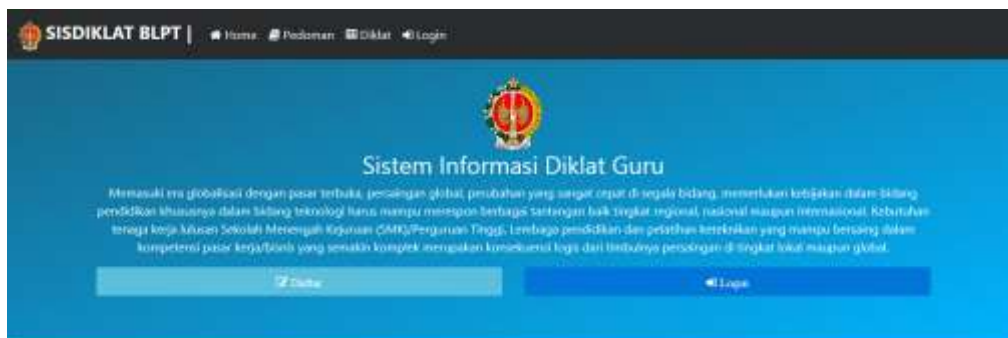 SISDIKLAT BLPT | Home Pedoman Diklat Login
Sistem Informasi Diklat Guru
Memasuki era globalisasi dengan pasar terbuka, persaingan global, perubahan yang sangat cepat di segala bidang, memerlukan kebijakan dalam bidang
pendidikan khususnya dalam bidang teknologi harus mampu merespon berbagai tantangan baik tingkat regional, nasional maupun internasional. Kebutuhan
tenaga kerja lulusan Sekolah Menengah Kejuruan (SMK)/Perguruan Tinggi, Lembaga pendidikan dan pelatihan kereknikan yang mampu bersaing dalam
kompetensi pasar kerja/bisnis yang semakin komplek merupakan konsekuensi logis dari timbulnya persaingan di tingkat lokal maupun global.
Daftar Login